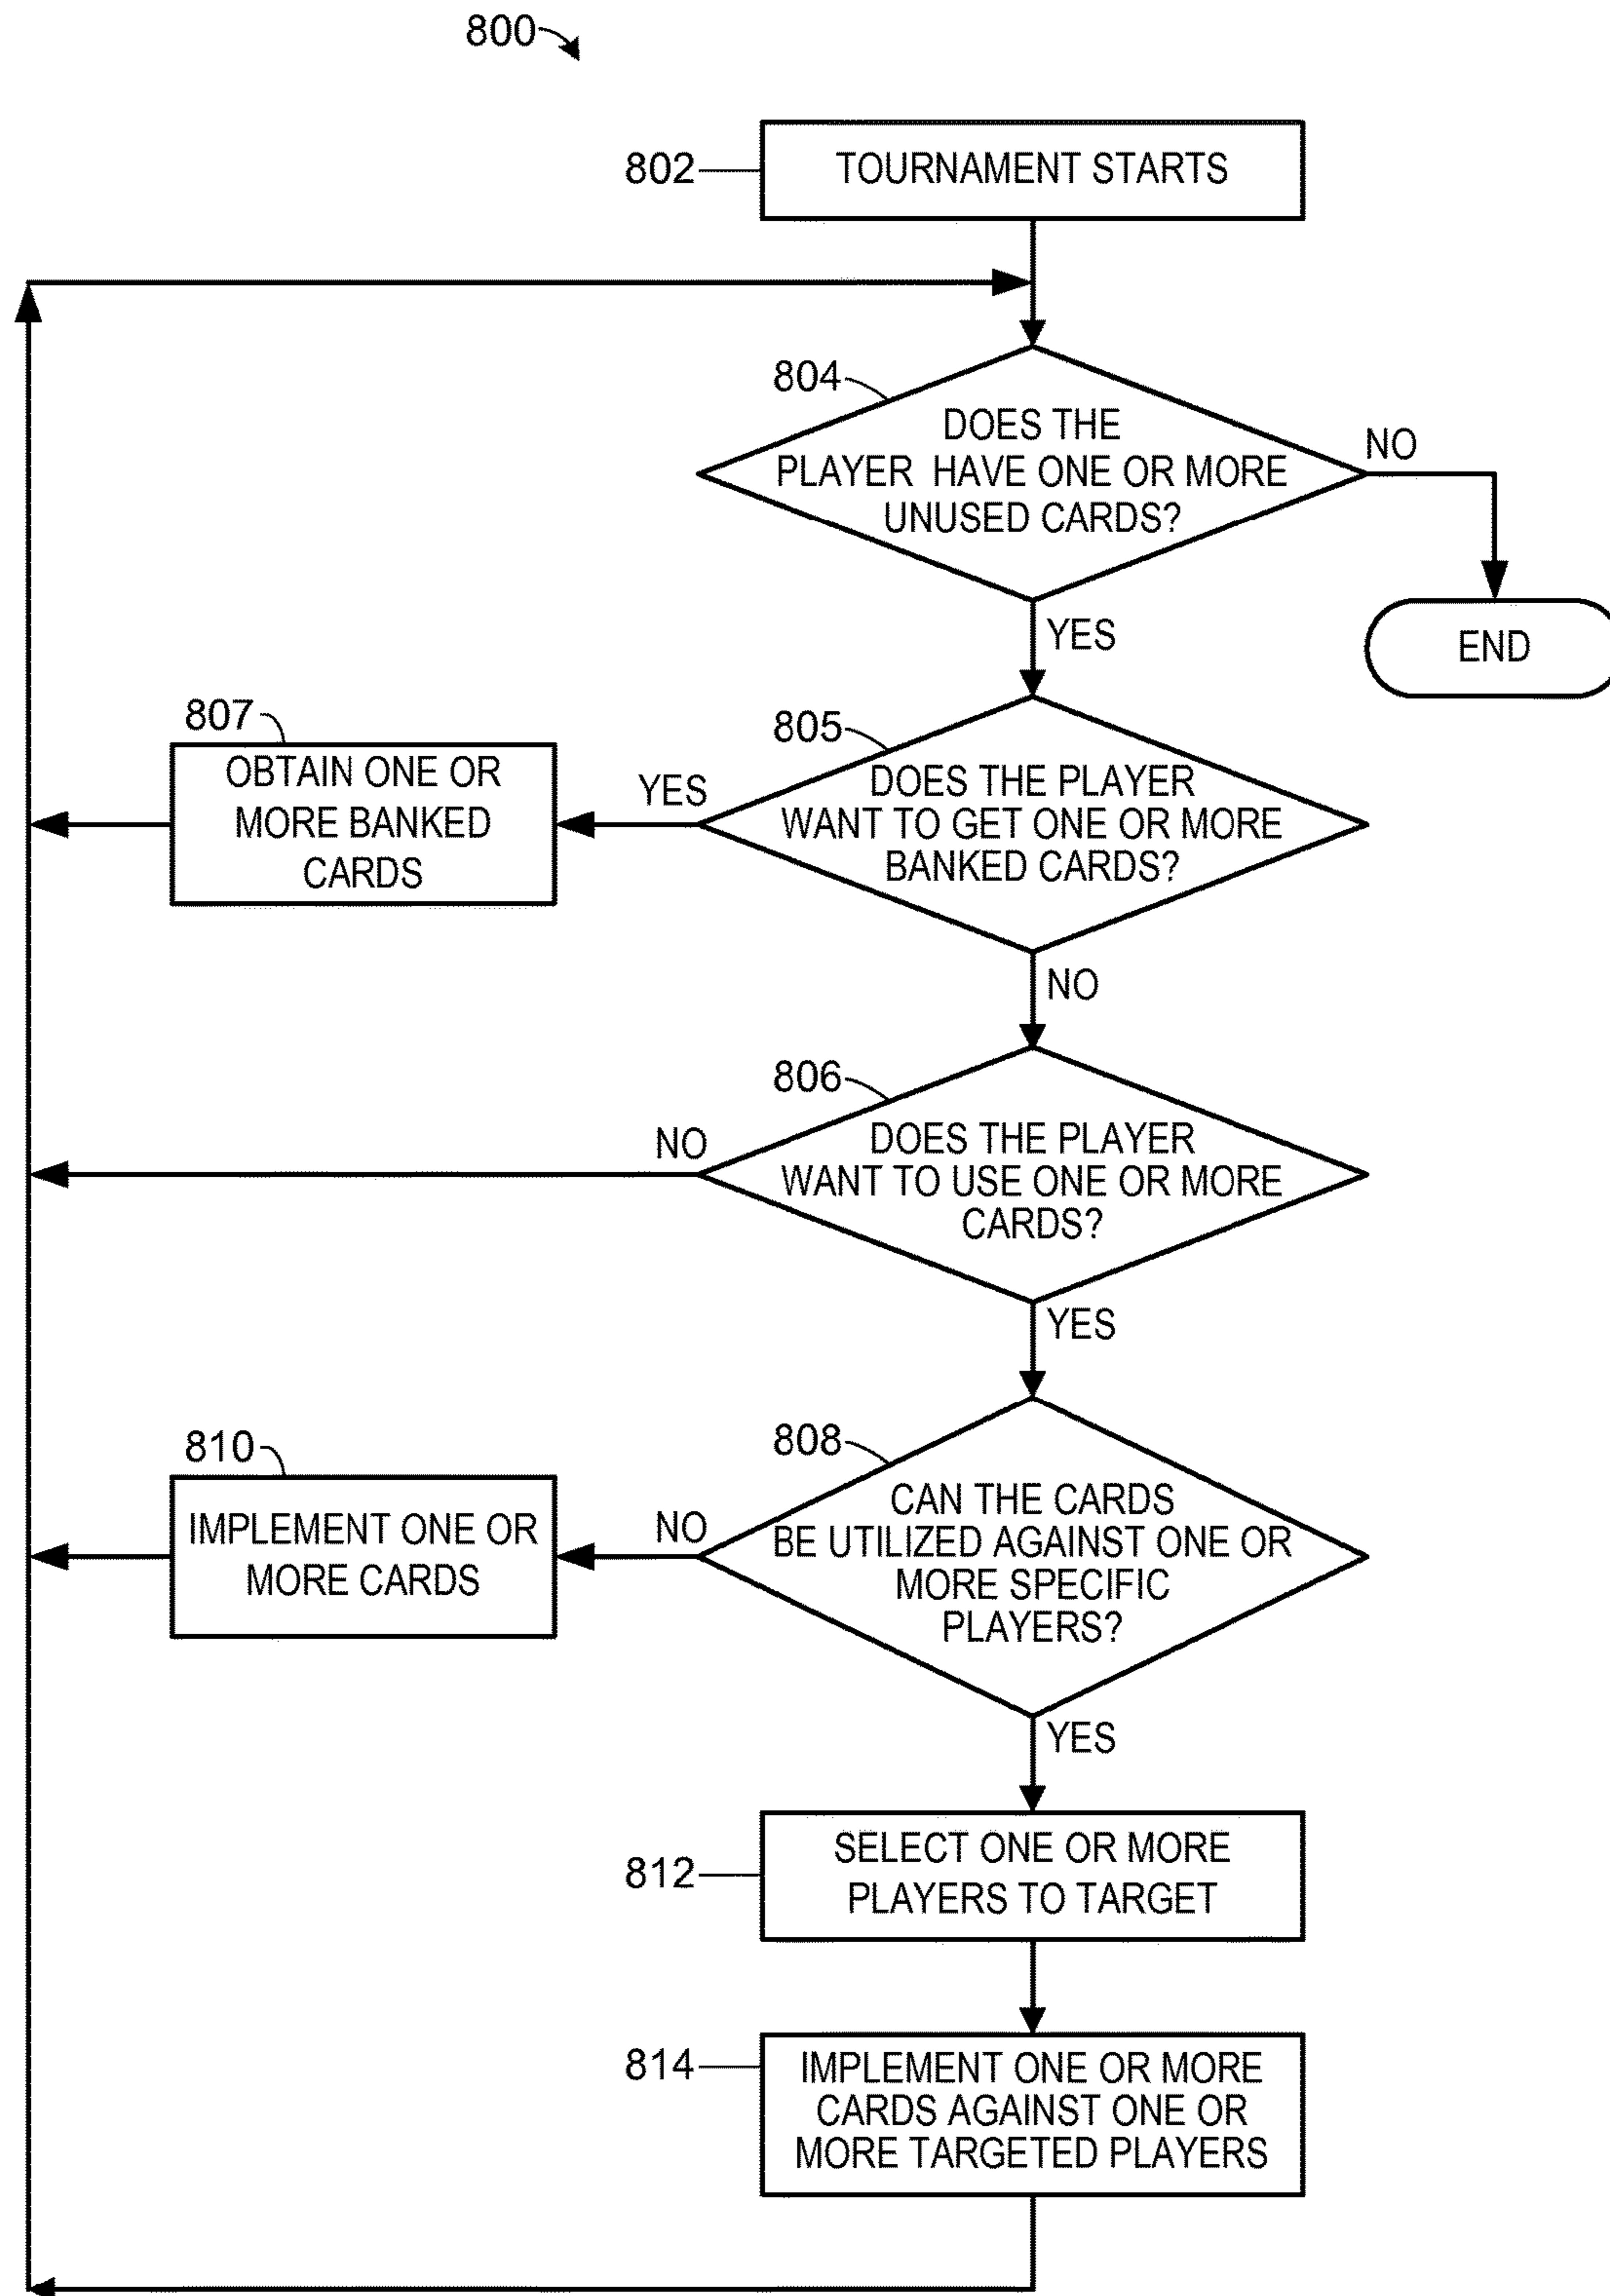 800
802
TOURNAMENT STARTS
804
DOES THE
PLAYER HAVE ONE OR MORE
UNUSED CARDS?
NO
END
YES
805
DOES THE PLAYER
WANT TO GET ONE OR MORE
BANKED CARDS?
YES
807
OBTAIN ONE OR
MORE BANKED
CARDS
NO
806
DOES THE PLAYER
WANT TO USE ONE OR MORE
CARDS?
NO
YES
808
CAN THE CARDS
BE UTILIZED AGAINST ONE OR
MORE SPECIFIC
PLAYERS?
NO
810
IMPLEMENT ONE OR
MORE CARDS
YES
812
SELECT ONE OR MORE
PLAYERS TO TARGET
814
IMPLEMENT ONE OR MORE
CARDS AGAINST ONE OR
MORE TARGETED PLAYERS